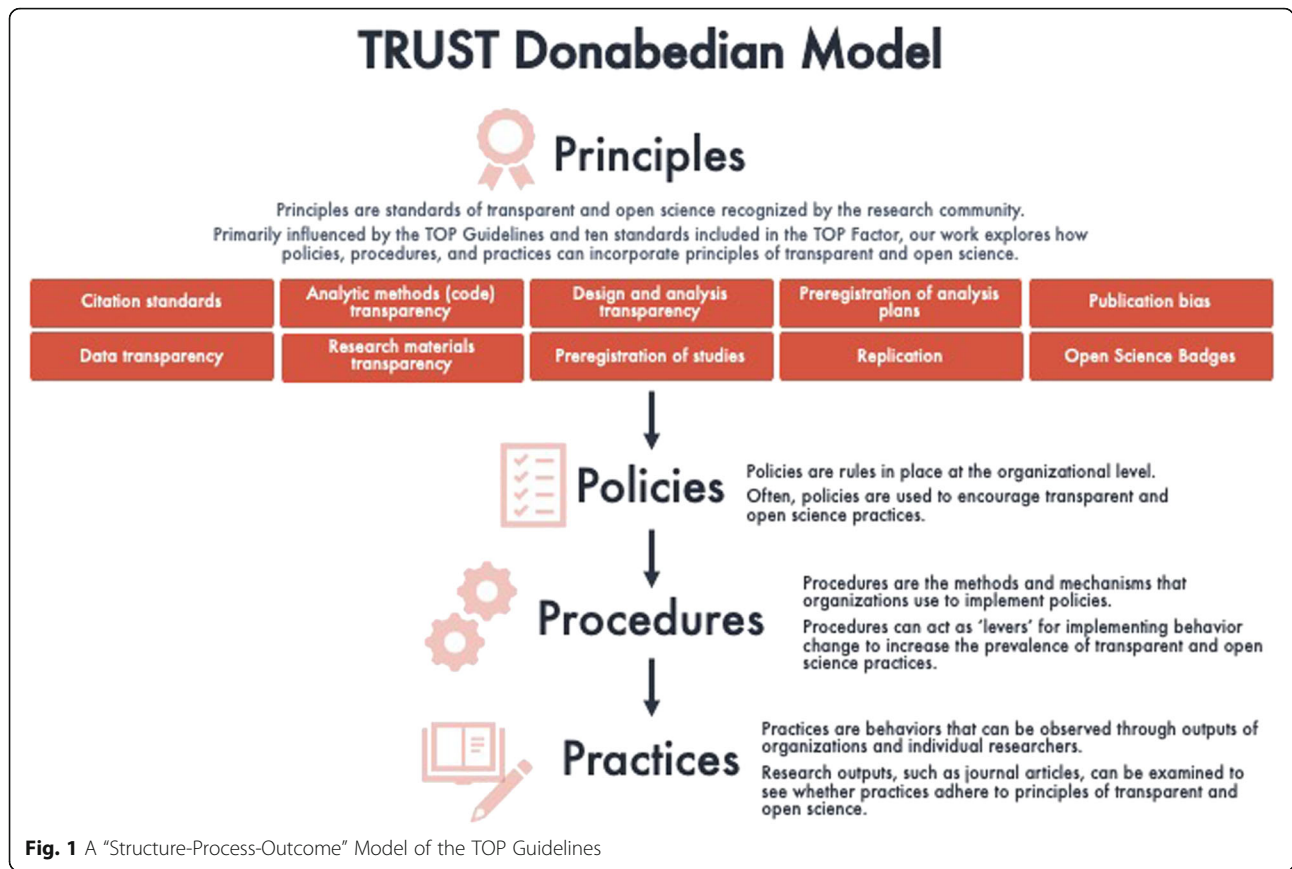 TRUST Donabedian Model
Principles
Principles are standards of transparent and open science recognized by the research community.
Primarily influenced by the TOP Guidelines and ten standards included in the TOP Factor, our work explores how
policies, procedures, and practices can incorporate principles of transparent and open science.
Citation standards
Analytic methods (code)
transparency
Design and analysis
transparency
Preregistration of analysis
plans
Publication bias
Data transparency
Research materials
transparency
Preregistration of studies
Replication
Open Science Badges
Policies
Policies are rules in place at the organizational level.
Often, policies are used to encourage transparent and
open science practices.
Procedures
Procedures are the methods and mechanisms that
organizations use to implement policies.
Procedures can act as ‘levers’ for implementing behavior
change to increase the prevalence of transparent and open
science practices.
Practices
Practices are behaviors that can be observed through outputs of
organizations and individual researchers.
Research outputs, such as journal articles, can be examined to
see whether practices adhere to principles of transparent and
open science.
Fig. 1 A “Structure-Process-Outcome” Model of the TOP Guidelines